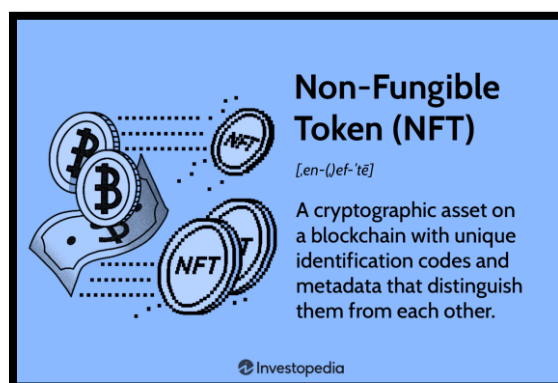 Non-Fungible
Token (NFT)
[ˌen-(ˌ)ef-ˈtē]
A cryptographic asset on
a blockchain with unique
identification codes and
metadata that distinguish
them from each other.
NFT
NFT
Investopedia